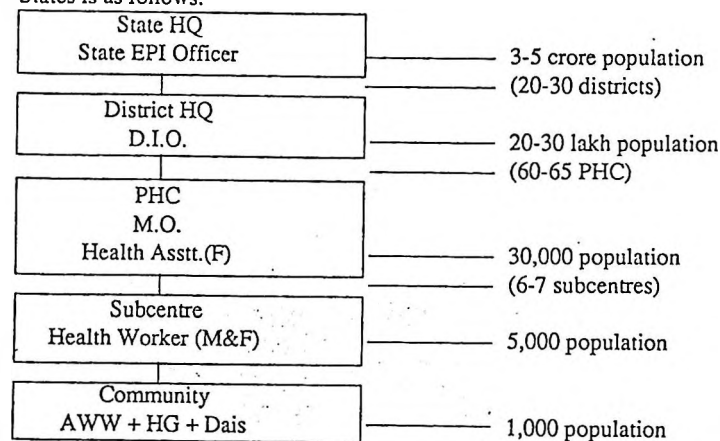 States is as follows:
State HQ
State EPI Officer
3-5 crore population
(20-30 districts)
District HQ
D.I.O.
20-30 lakh population
(60-65 PHC)
PHC
M.O.
Health Asstt.(F)
30,000 population
(6-7 subcentres)
Subcentre
Health Worker (M&F)
5,000 population
Community
AWW + HG + Dais
1,000 population